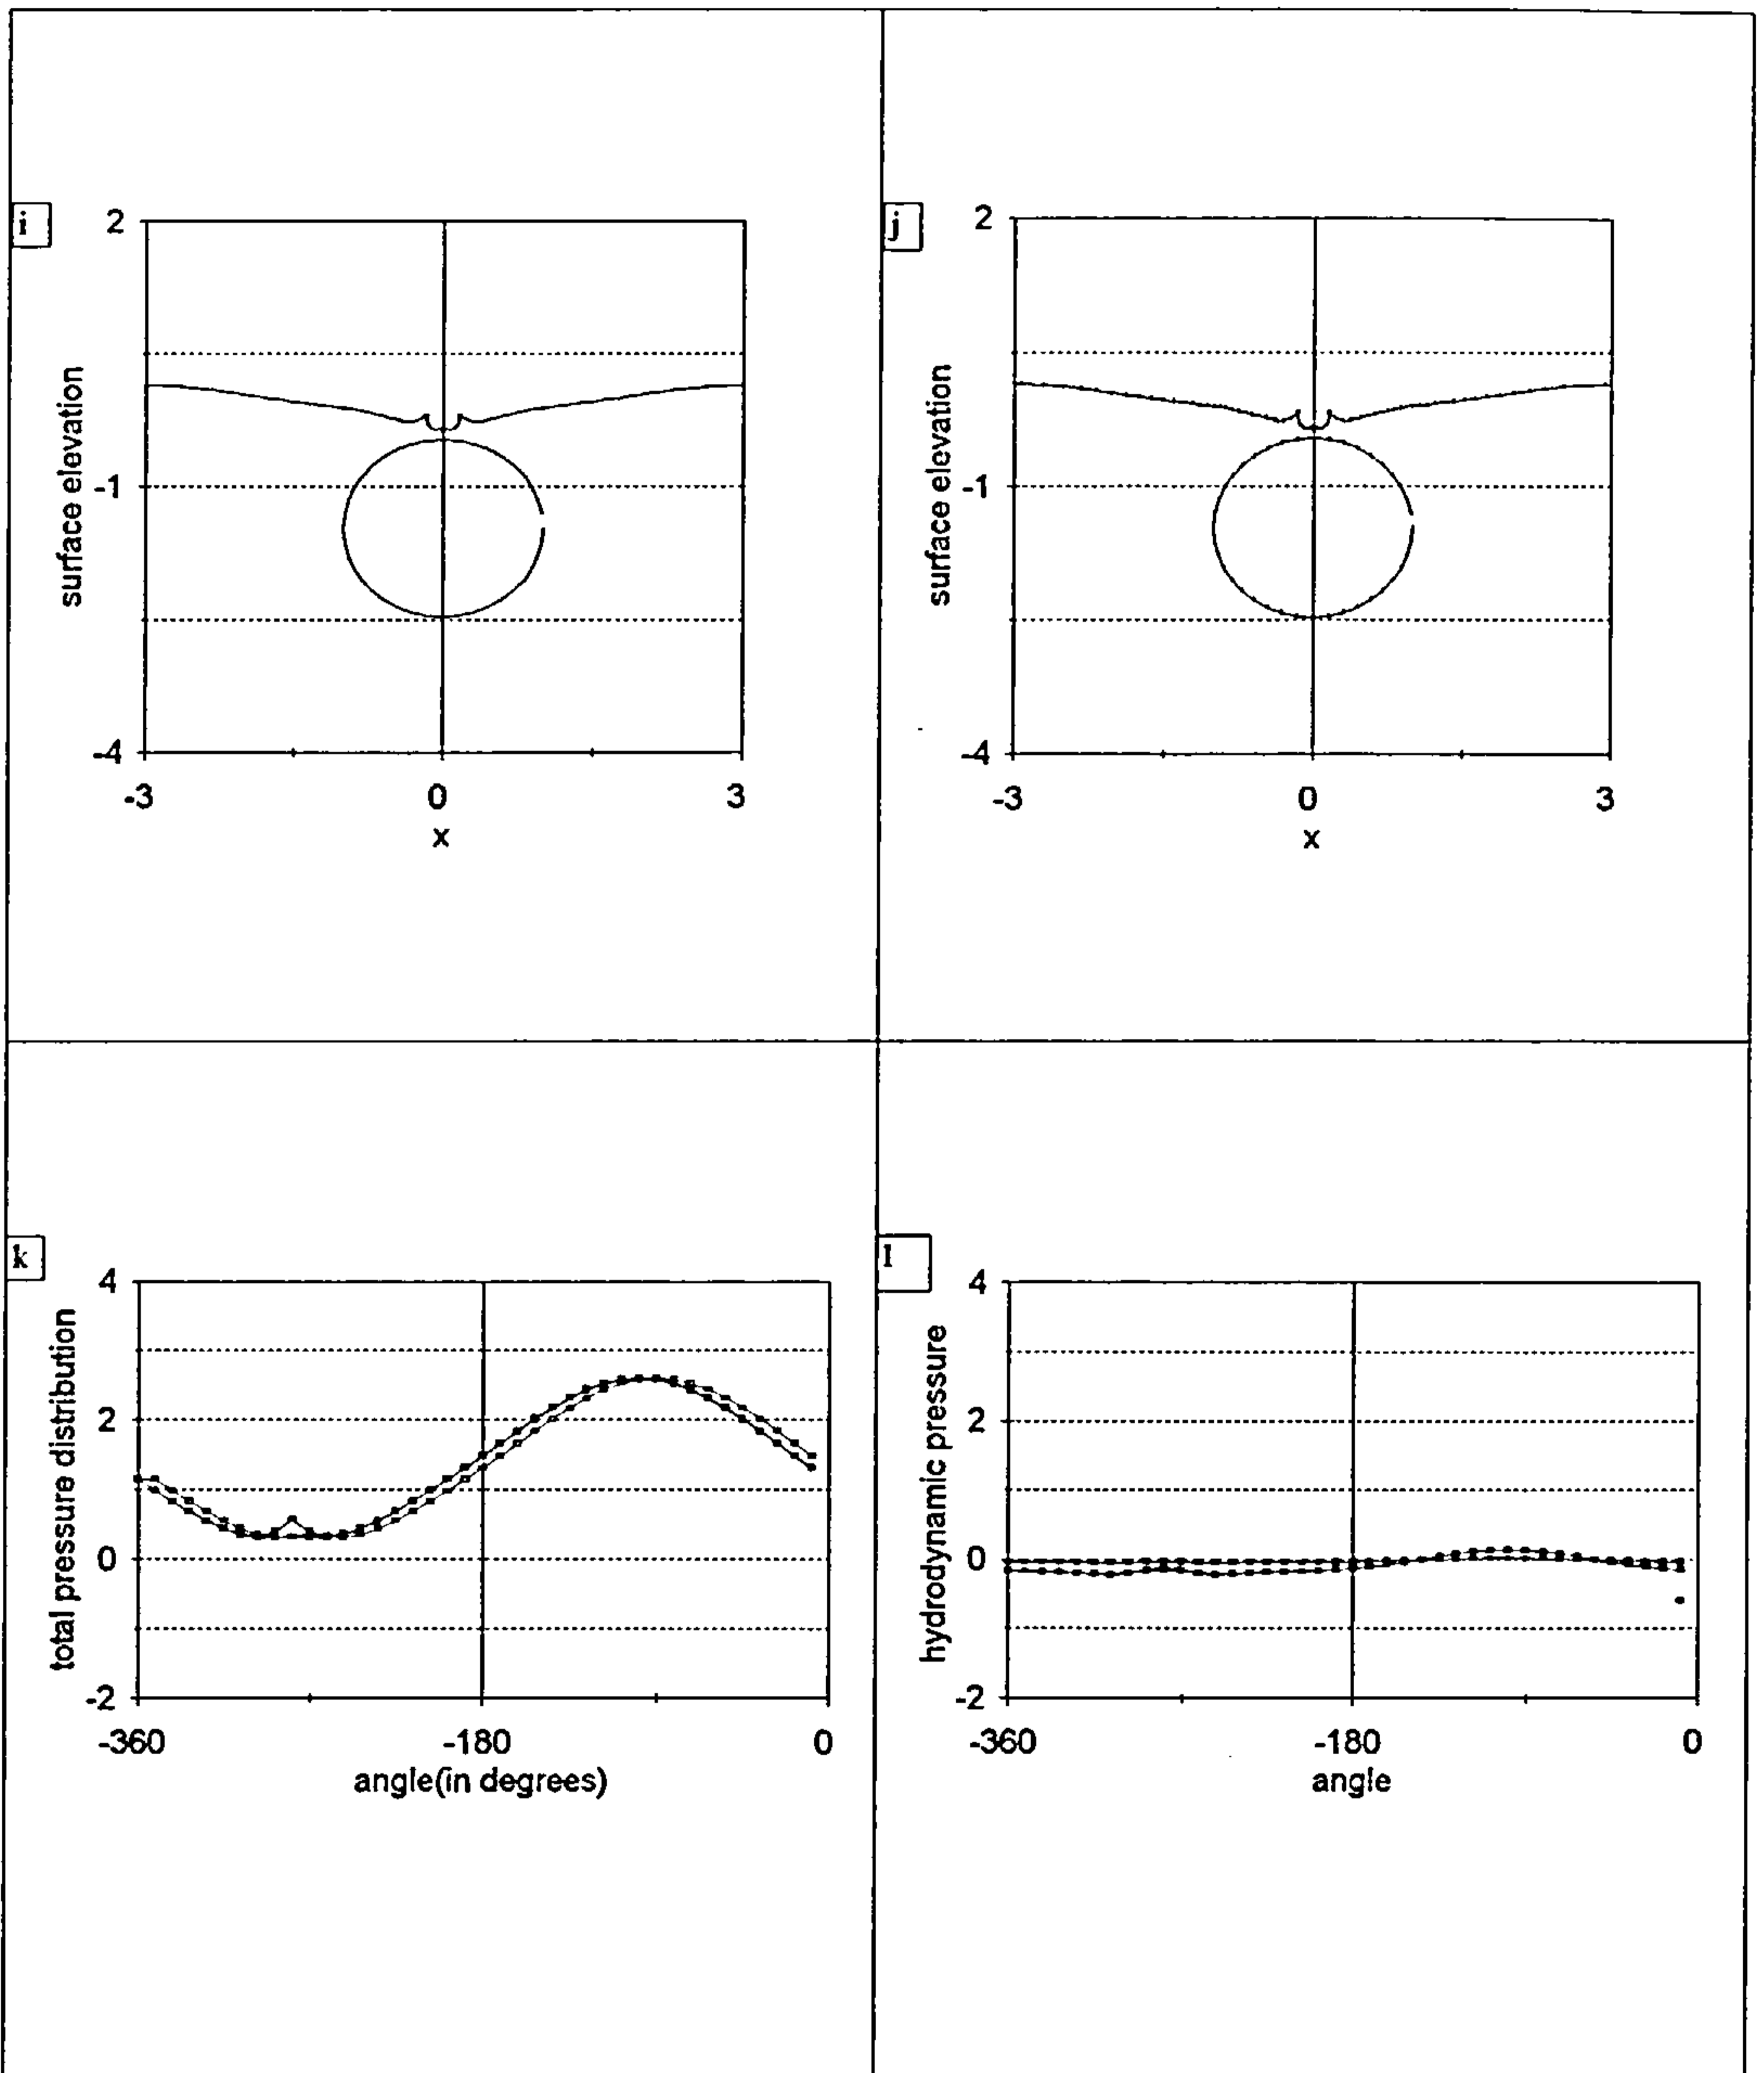 i
2
surface elevation
-1
-4
-3 0 3
x
j
2
surface elevation
-1
-4
-3 0 3
x
k
4
total pressure distribution
2
0
-2
-360 -180 0
angle(in degrees)
l
4
hydrodynamic pressure
2
0
-2
-360 -180 0
angle